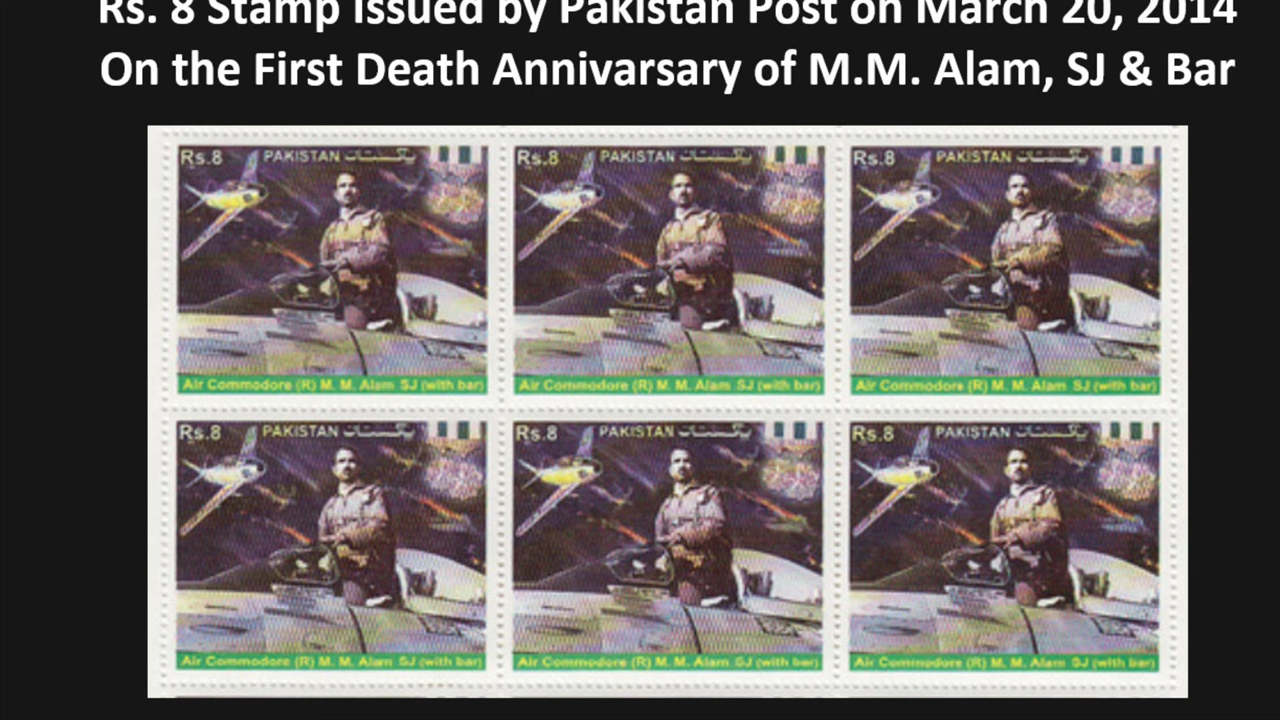 Rs. 8 Stamp Issued by Pakistan Post on March 20, 2014
On the First Death Annivarsary of M.M. Alam, SJ & Bar
Rs.8 PAKISTAN پاکستان
Rs.8 PAKISTAN پاکستان
Rs.8 PAKISTAN پاکستان
Air Commodore (R) M. M. Alam SJ (with bar)
Air Commodore (R) M. M. Alam SJ (with bar)
Air Commodore (R) M. M. Alam SJ (with bar)
Rs.8 PAKISTAN پاکستان
Rs.8 PAKISTAN پاکستان
Rs.8 PAKISTAN پاکستان
Air Commodore (R) M. M. Alam SJ (with bar)
Air Commodore (R) M. M. Alam SJ (with bar)
Air Commodore (R) M. M. Alam SJ (with bar)